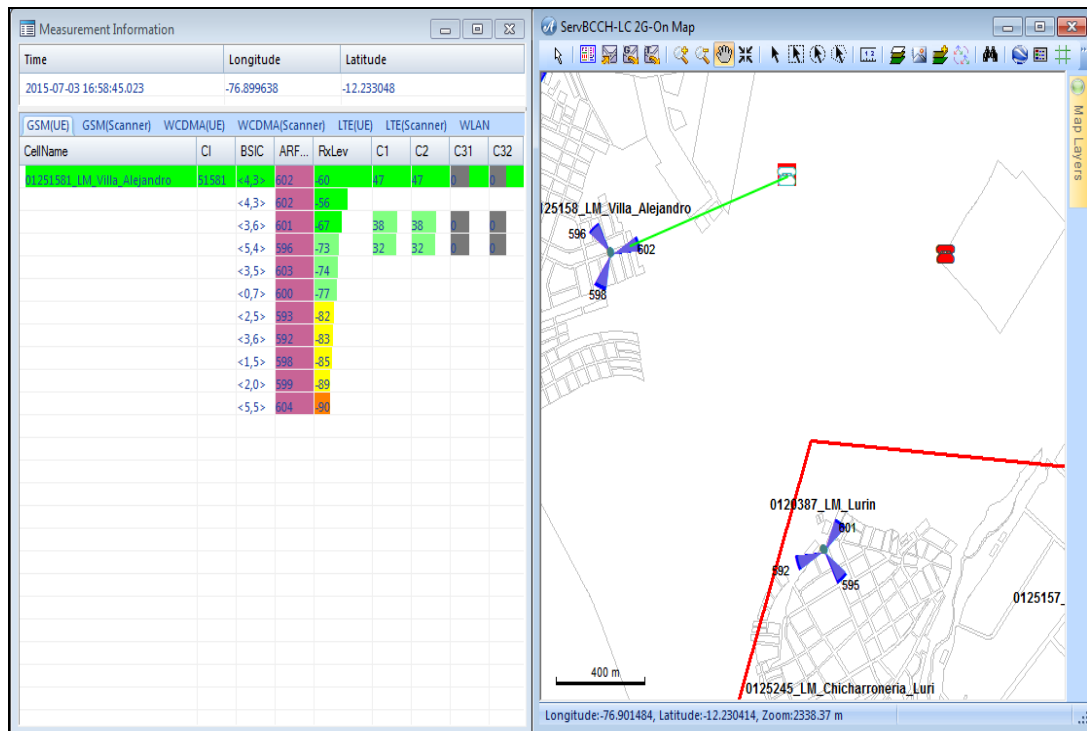 Measurement Information
Time Longitude Latitude
2015-07-03 16:58:45.023 -76.899638 -12.233048
GSM(UE) GSM(Scanner) WCDMA(UE) WCDMA(Scanner) LTE(UE) LTE(Scanner) WLAN
CellName CI BSIC ARF... RxLev C1 C2 C31 C32
01251581_LM_Villa_Alejandro 51581 <4,3> 602 -60 47 47 0 0
<4,3> 602 -56
<3,6> 601 -67 38 38 0 0
<5,4> 596 -73 32 32 0 0
<3,5> 603 -74
<0,7> 600 -77
<2,5> 593 -82
<3,6> 592 -83
<1,5> 598 -85
<2,0> 599 -89
<5,5> 604 -90
ServBCCH-LC 2G-On Map
1:2
Map Layers
125158_LM_Villa_Alejandro
596
602
598
0120387_LM_Lurin
601
592
595
0125157_
400 m
0125245_LM_Chicharroneria_Luri
Longitude:-76.901484, Latitude:-12.230414, Zoom:2338.37 m